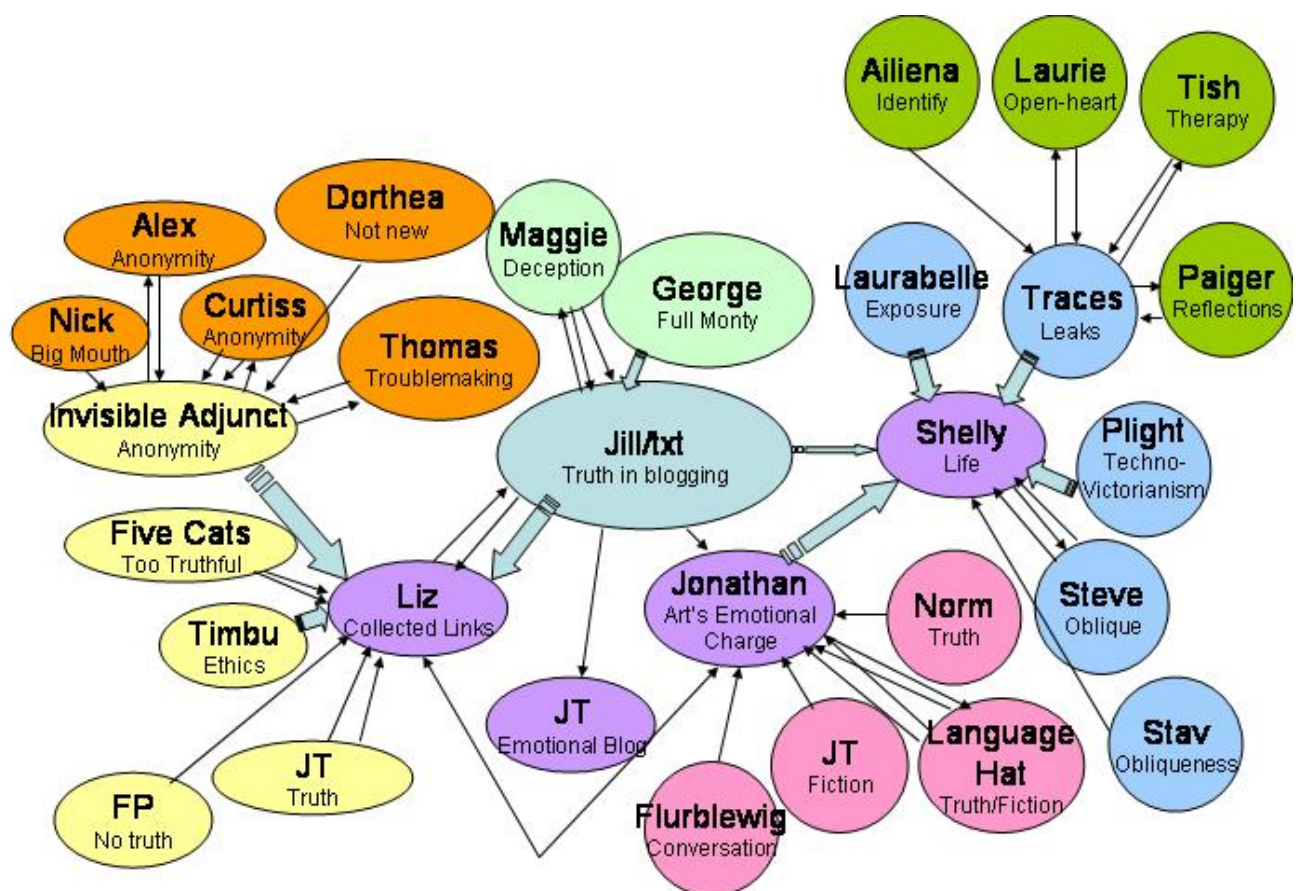 Ailiena
Identify
Laurie
Open-heart
Tish
Therapy
Dorthea
Not new
Alex
Anonymity
Maggie
Deception
George
Full Monty
Laurabelle
Exposure
Traces
Leaks
Paiger
Reflections
Nick
Big Mouth
Curtiss
Anonymity
Thomas
Troublemaking
Invisible Adjunct
Anonymity
Jill/txt
Truth in blogging
Shelly
Life
Plight
Techno-
Victorianism
Five Cats
Too Truthful
Liz
Collected Links
Jonathan
Art's Emotional
Charge
Norm
Truth
Steve
Oblique
Timbu
Ethics
JT
Emotional Blog
JT
Fiction
Language
Hat
Truth/Fiction
Stav
Obliqueness
JT
Truth
FP
No truth
Flurblewig
Conversation